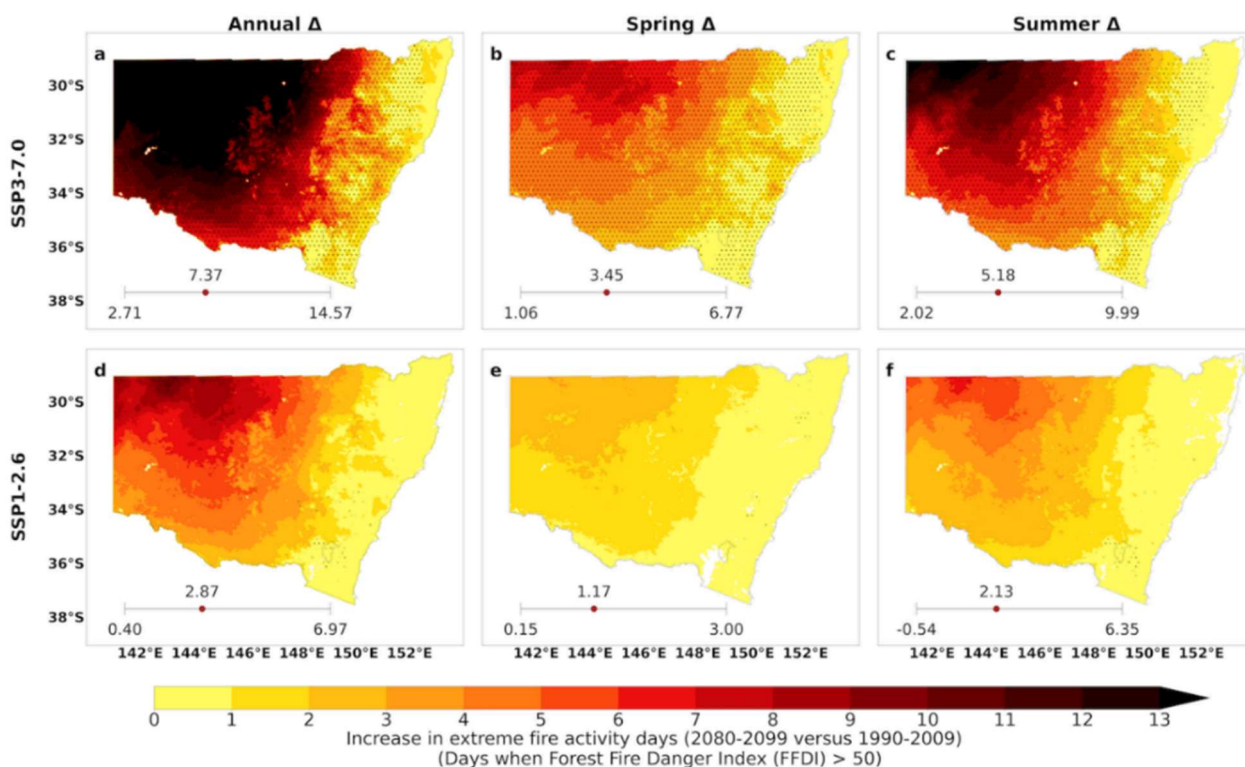 Annual Δ Spring Δ Summer Δ
SSP3-7.0
a b c
30°S
32°S
34°S
36°S
38°S
7.37 3.45 5.18
2.71 14.57 1.06 6.77 2.02 9.99
SSP1-2.6
d e f
30°S
32°S
34°S
36°S
38°S
2.87 1.17 2.13
0.40 6.97 0.15 3.00 -0.54 6.35
142°E 144°E 146°E 148°E 150°E 152°E 142°E 144°E 146°E 148°E 150°E 152°E 142°E 144°E 146°E 148°E 150°E 152°E
0 1 2 3 4 5 6 7 8 9 10 11 12 13
Increase in extreme fire activity days (2080-2099 versus 1990-2009)
(Days when Forest Fire Danger Index (FFDI) > 50)